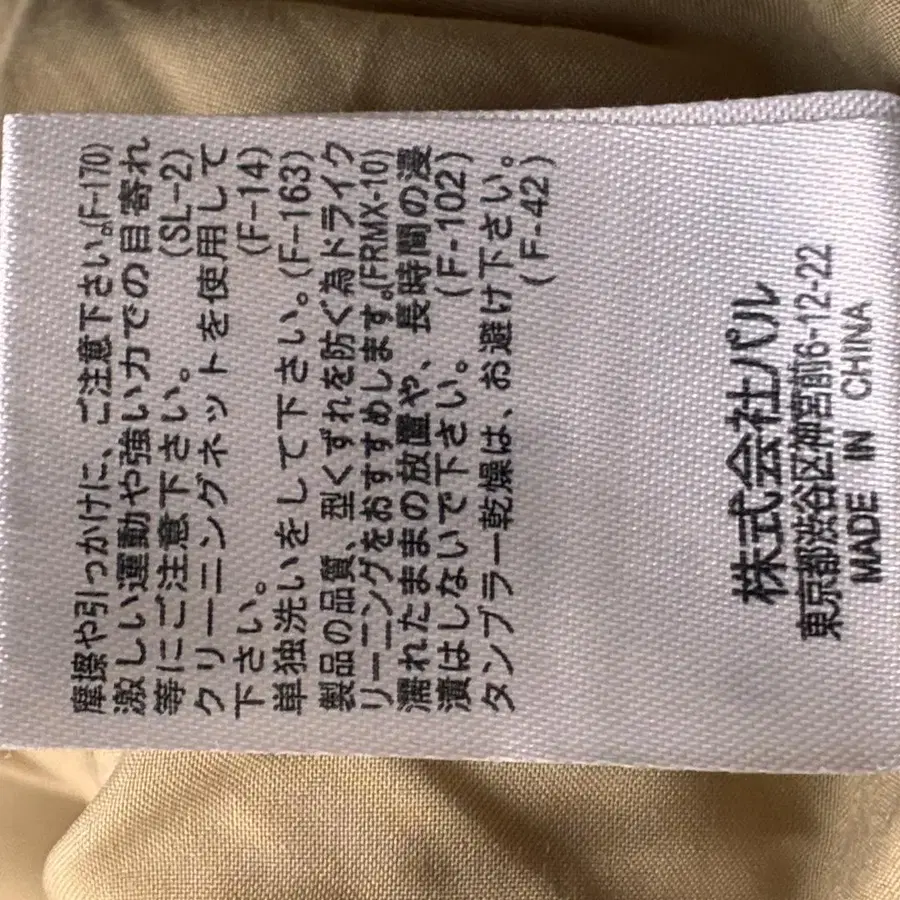 摩擦や引っかけに、ご注意下さい。(F-170)
激しい運動や強い力での目寄れ
等にご注意下さい。 (SL-2)
クリーニングネットを使用して
下さい。 (F-14)
単独洗いをして下さい。(F-163)
製品の品質、型くずれを防ぐ為ドライク
リーニングをおすすめします。(FRMX-10)
濡れたままの放置や、長時間の浸
漬はしないで下さい。 (F-102)
タンブラー乾燥は、お避け下さい。
(F-42)
株式会社パル
東京都渋谷区神宮前6-12-22
MADE IN CHINA